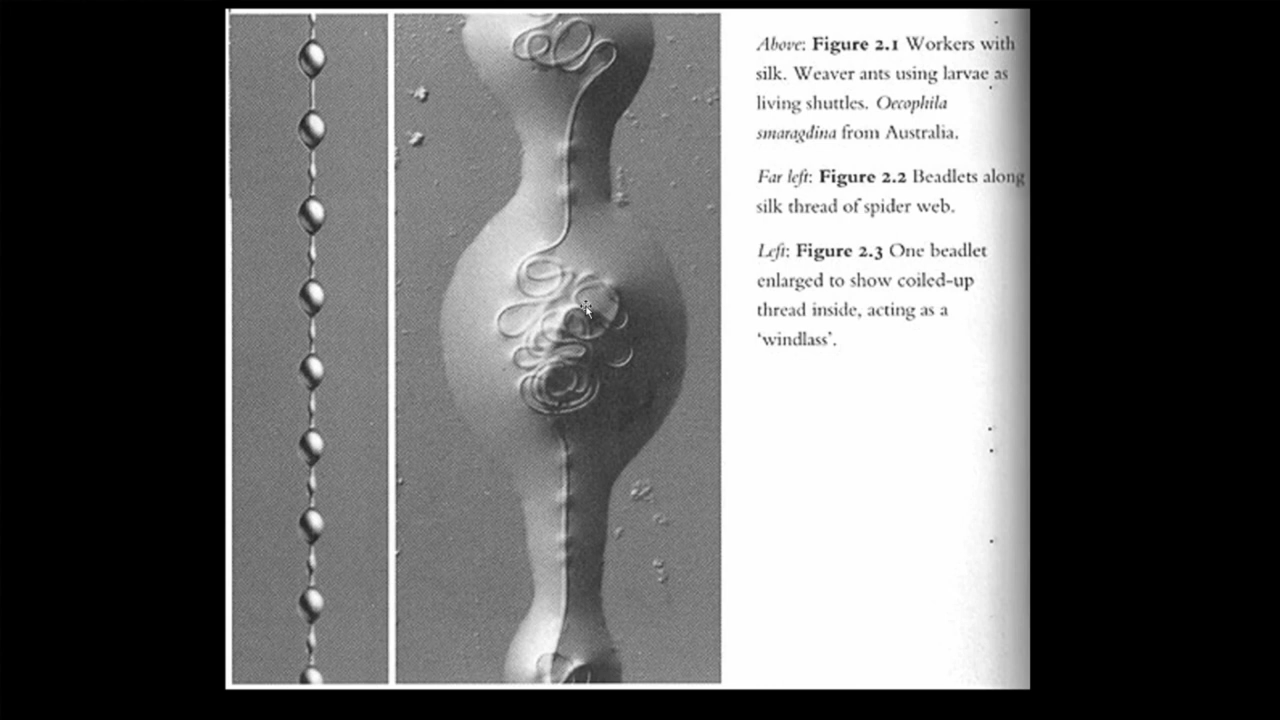 Above: Figure 2.1 Workers with
silk. Weaver ants using larvae as
living shuttles. Oecophila
smaragdina from Australia.
Far left: Figure 2.2 Beadlets along
silk thread of spider web.
Left: Figure 2.3 One beadlet
enlarged to show coiled-up
thread inside, acting as a
‘windlass’.